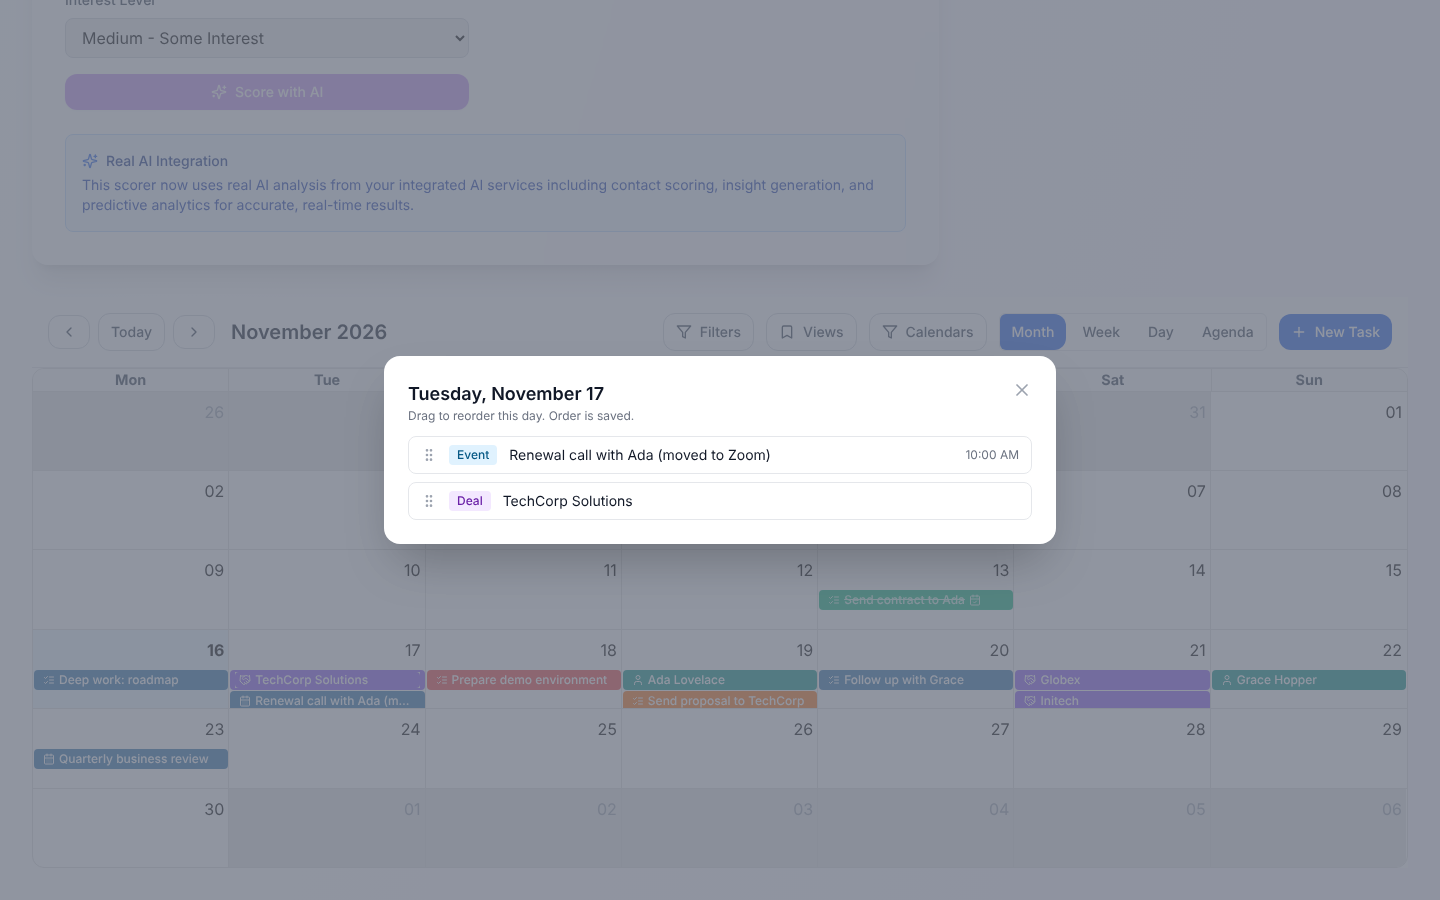 Interest Level
Medium - Some Interest
Score with AI
Real AI Integration
This scorer now uses real AI analysis from your integrated AI services including contact scoring, insight generation, and
predictive analytics for accurate, real-time results.
Today
November 2026
Filters
Views
Calendars
Month
Week
Day
Agenda
New Task
Mon
Tue
Sat
Sun
Tuesday, November 17
Drag to reorder this day. Order is saved.
Event
Renewal call with Ada (moved to Zoom)
10:00 AM
Deal
TechCorp Solutions
26
31
01
02
07
08
09
10
11
12
13
14
15
Send contract to Ada
16
17
18
19
20
21
22
Deep work: roadmap
TechCorp Solutions
Prepare demo environment
Ada Lovelace
Follow up with Grace
Globex
Grace Hopper
Renewal call with Ada (m...
Send proposal to TechCorp
Initech
23
24
25
26
27
28
29
Quarterly business review
30
01
02
03
04
05
06